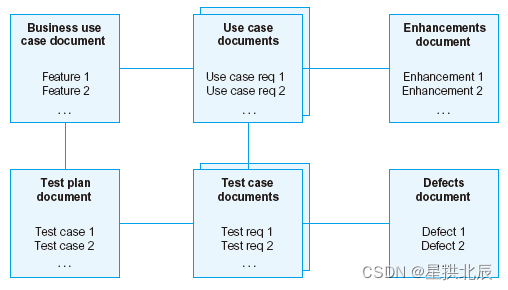 Business use
case document
Feature 1
Feature 2
...
Use case
documents
Use case req 1
Use case req 2
...
Enhancements
document
Enhancement 1
Enhancement 2
...
Test plan
document
Test case 1
Test case 2
...
Test case
documents
Test req 1
Test req 2
...
Defects
document
Defect 1
Defect 2
CSDN @星拱北辰